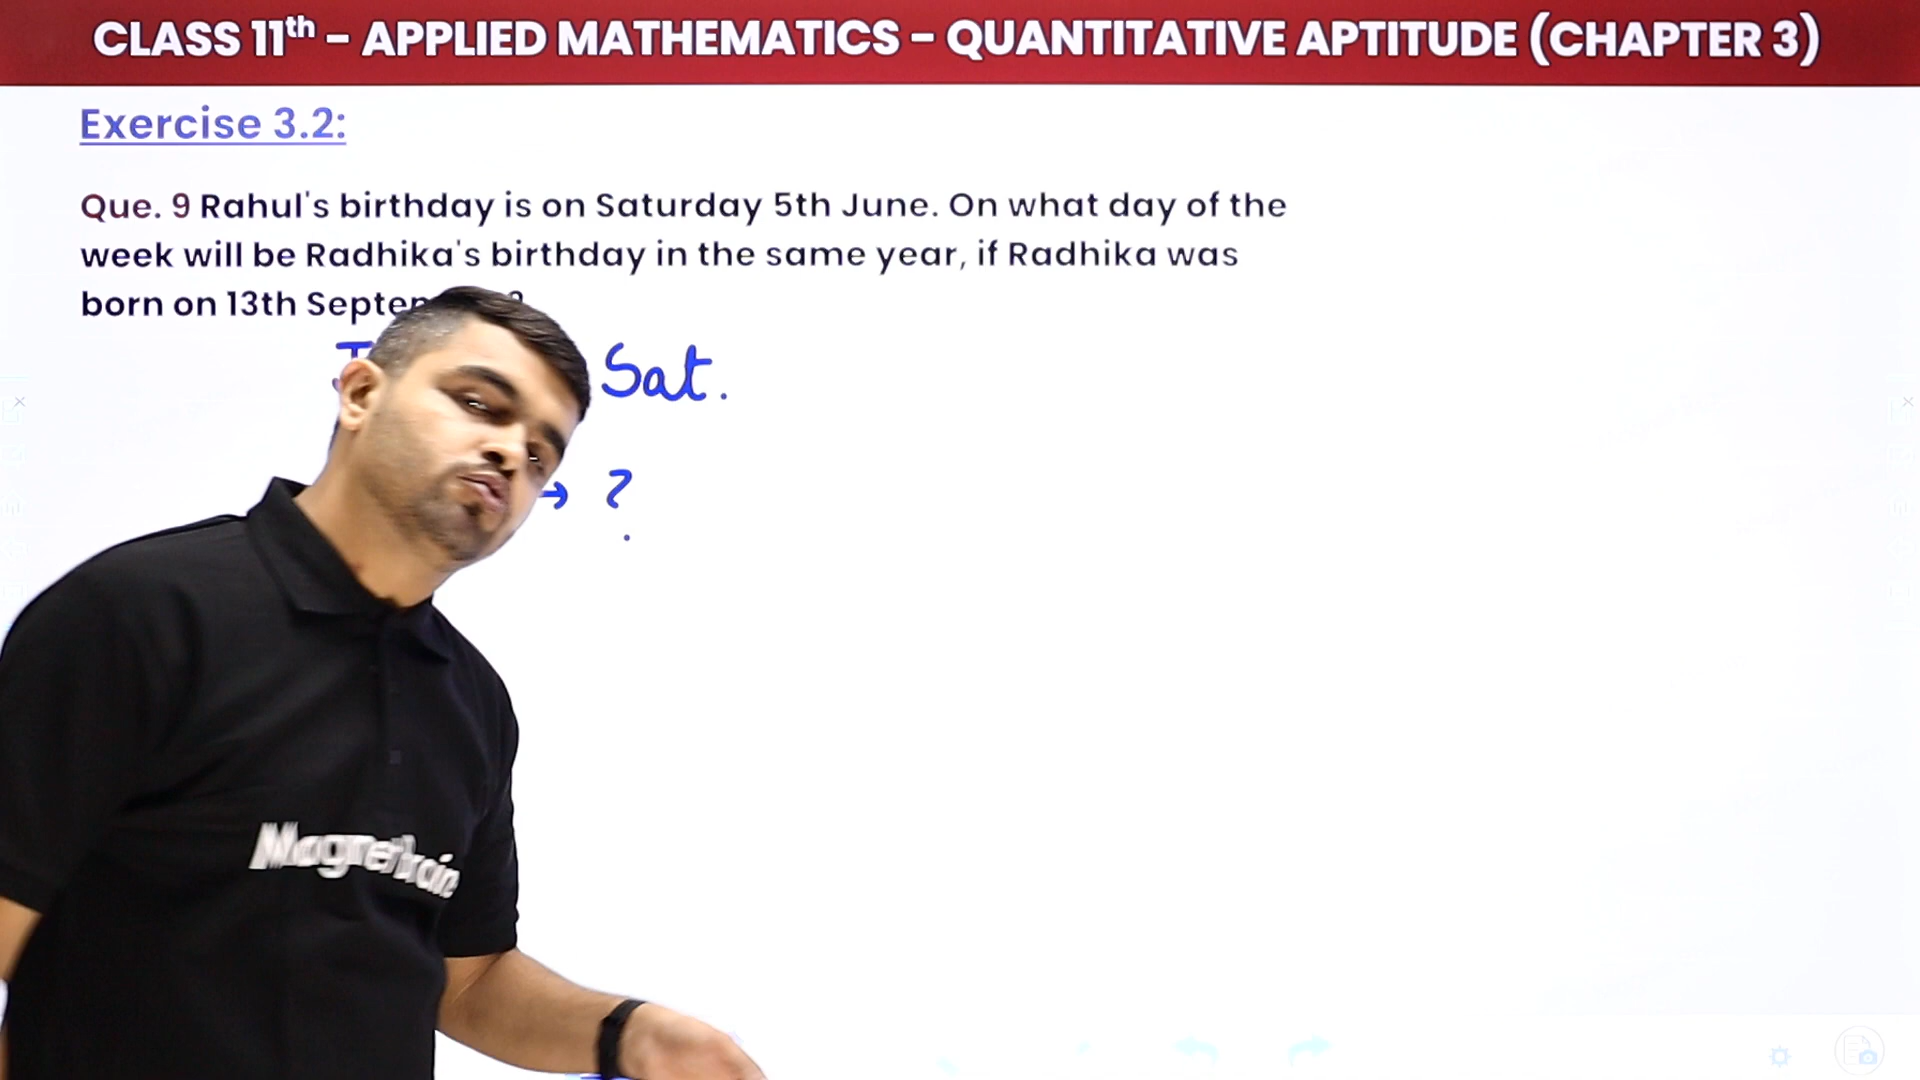 CLASS 11th - APPLIED MATHEMATICS - QUANTITATIVE APTITUDE (CHAPTER 3)
Exercise 3.2:
Que. 9 Rahul's birthday is on Saturday 5th June. On what day of the
week will be Radhika's birthday in the same year, if Radhika was
born on 13th
Sat.
→ ?
MagnetBrains